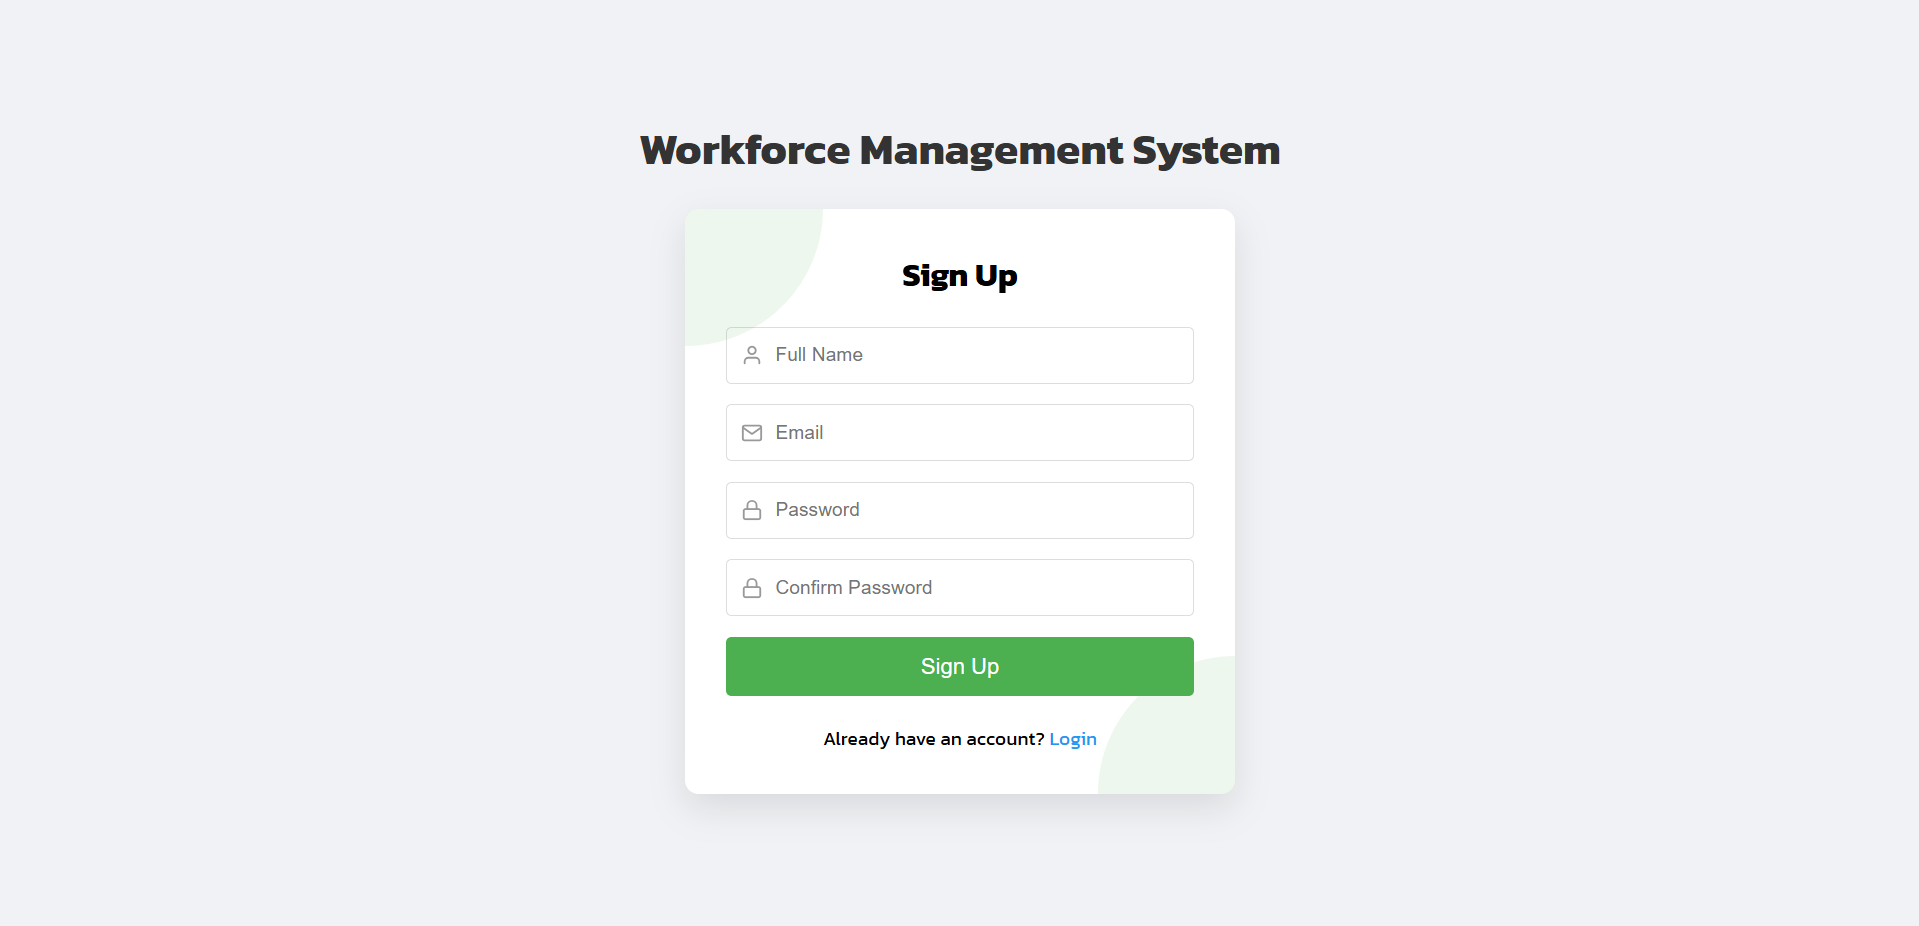 Workforce Management System
Sign Up
Full Name
Email
Password
Confirm Password
Sign Up
Already have an account? Login